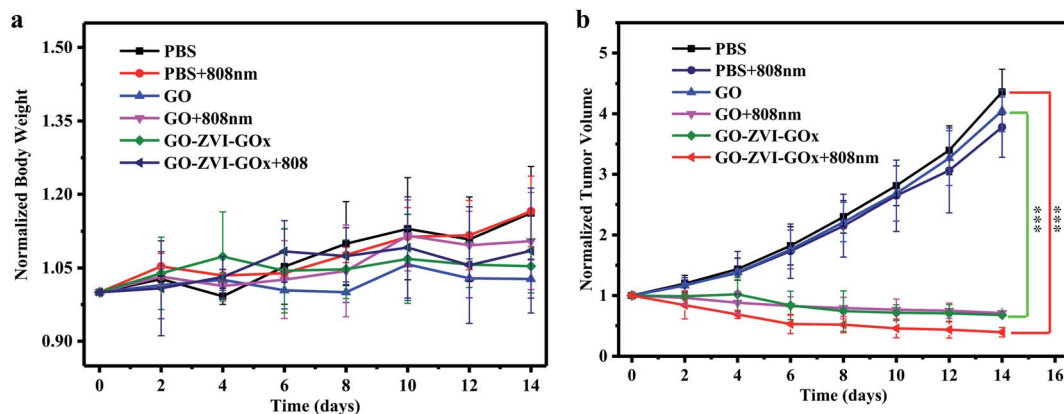 a
Normalized Body Weight
1.50
1.35
1.20
1.05
0.90
PBS
PBS+808nm
GO
GO+808nm
GO-ZVI-GOx
GO-ZVI-GOx+808
0 2 4 6 8 10 12 14
Time (days)
b
Normalized Tumor Volume
5
4
3
2
1
0
PBS
PBS+808nm
GO
GO+808nm
GO-ZVI-GOx
GO-ZVI-GOx+808nm
***
***
0 2 4 6 8 10 12 14 16
Time (days)